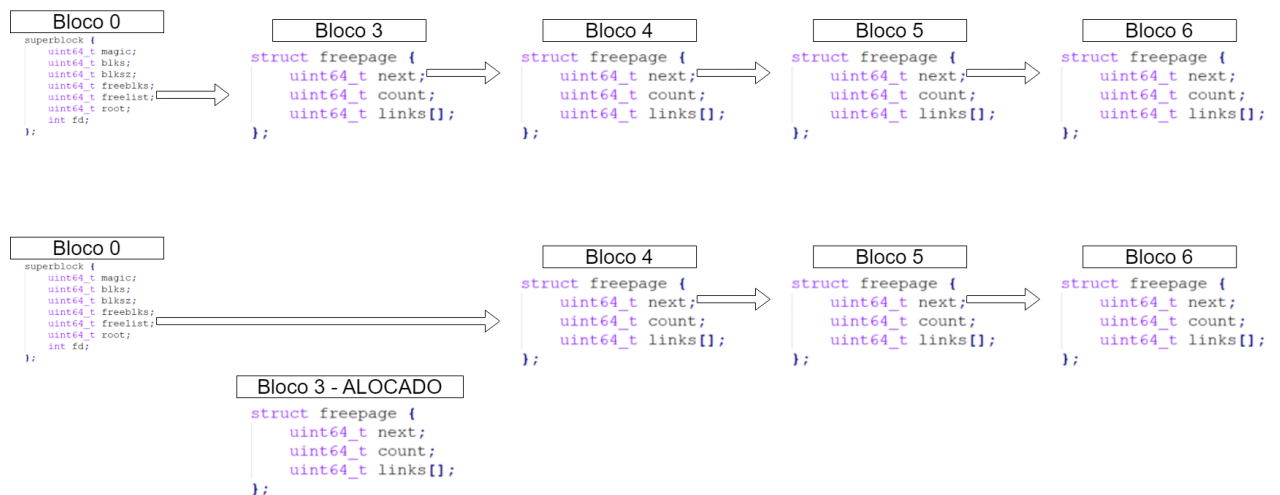 Bloco 0
superblock {
uint64_t magic;
uint64_t blks;
uint64_t blksz;
uint64_t freeblks;
uint64_t freelist;
uint64_t root;
int fd;
};
Bloco 3
struct freepage {
uint64_t next;
uint64_t count;
uint64_t links[];
};
Bloco 4
struct freepage {
uint64_t next;
uint64_t count;
uint64_t links[];
};
Bloco 5
struct freepage {
uint64_t next;
uint64_t count;
uint64_t links[];
};
Bloco 6
struct freepage {
uint64_t next;
uint64_t count;
uint64_t links[];
};
Bloco 0
superblock {
uint64_t magic;
uint64_t blks;
uint64_t blksz;
uint64_t freeblks;
uint64_t freelist;
uint64_t root;
int fd;
};
Bloco 4
struct freepage {
uint64_t next;
uint64_t count;
uint64_t links[];
};
Bloco 5
struct freepage {
uint64_t next;
uint64_t count;
uint64_t links[];
};
Bloco 6
struct freepage {
uint64_t next;
uint64_t count;
uint64_t links[];
};
Bloco 3 - ALOCADO
struct freepage {
uint64_t next;
uint64_t count;
uint64_t links[];
};